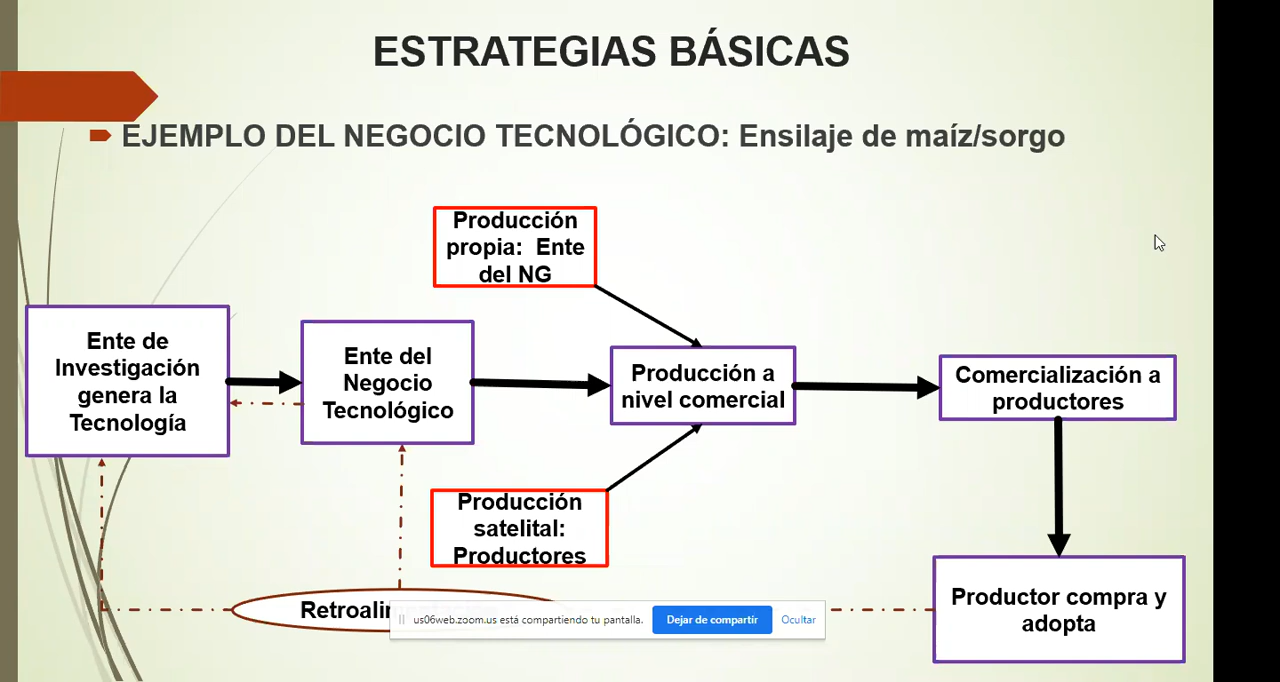 ESTRATEGIAS BÁSICAS
EJEMPLO DEL NEGOCIO TECNOLÓGICO: Ensilaje de maíz/sorgo
Producción
propia: Ente
del NG
Ente de
Investigación
genera la
Tecnología
Ente del
Negocio
Tecnológico
Producción a
nivel comercial
Comercialización a
productores
Producción
satelital:
Productores
Productor compra y
adopta
us06web.zoom.us está compartiendo tu pantalla.
Dejar de compartir
Ocultar